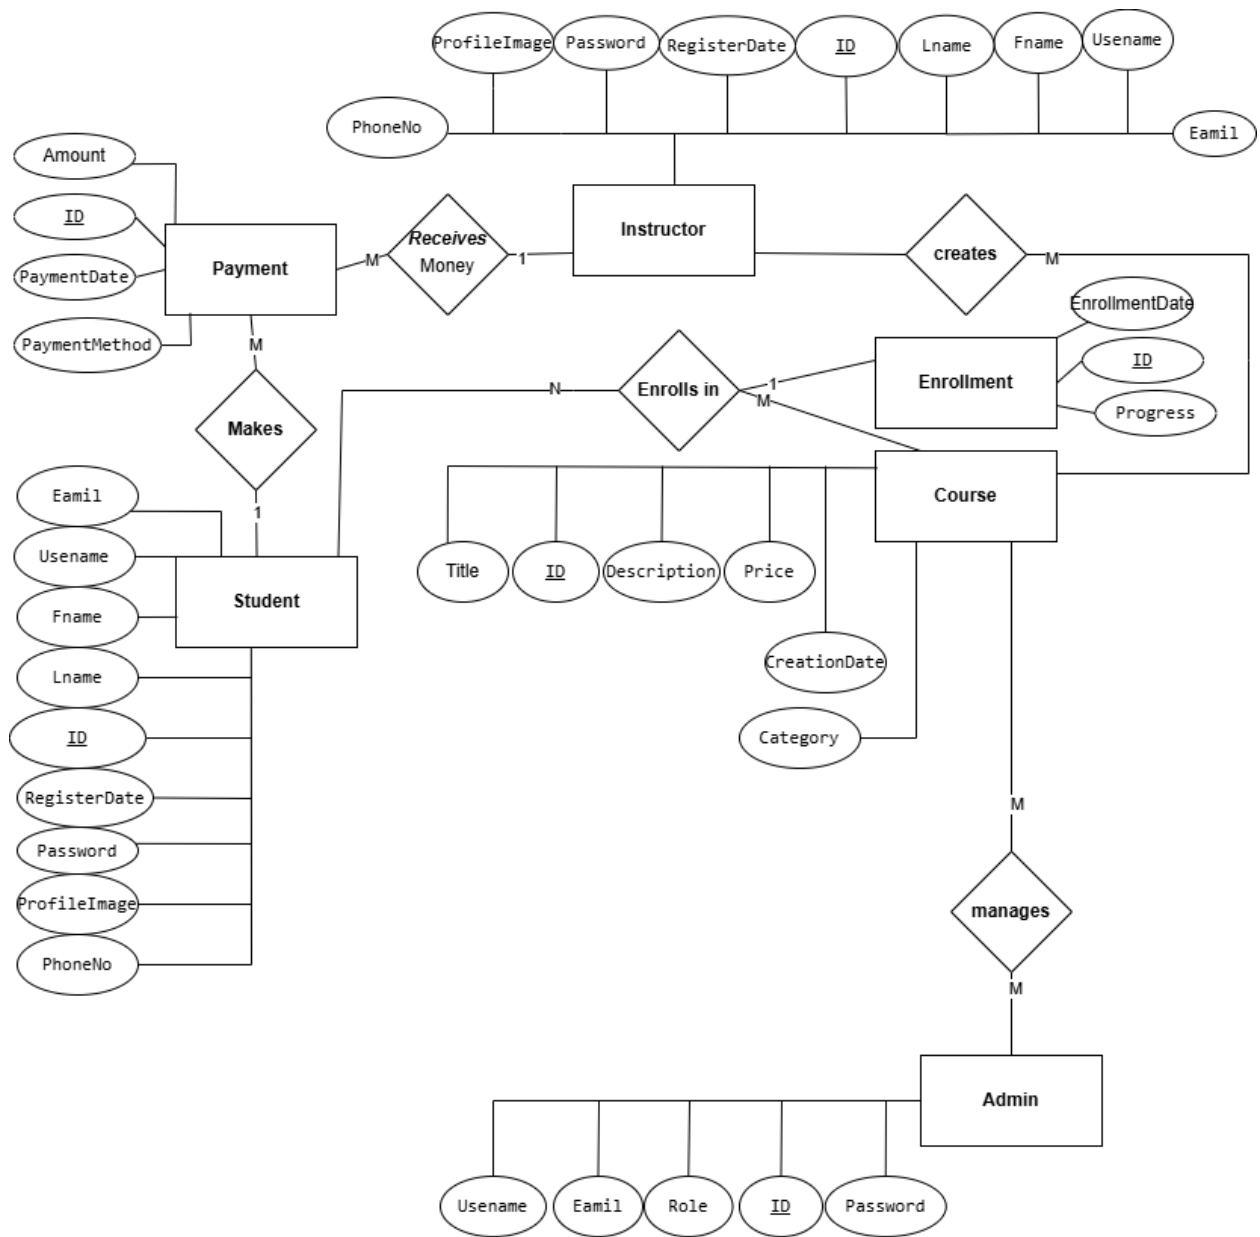 ProfileImage
Password
RegisterDate
ID
Lname
Fname
Usename
PhoneNo
Eamil
Amount
ID
PaymentDate
PaymentMethod
Payment
M
Receives
Money
1
Instructor
creates
M
M
Makes
1
N
Enrolls in
1
M
Enrollment
EnrollmentDate
ID
Progress
Course
Title
ID
Description
Price
CreationDate
Category
Eamil
Usename
Fname
Lname
ID
RegisterDate
Password
ProfileImage
PhoneNo
Student
M
manages
M
Admin
Usename
Eamil
Role
ID
Password